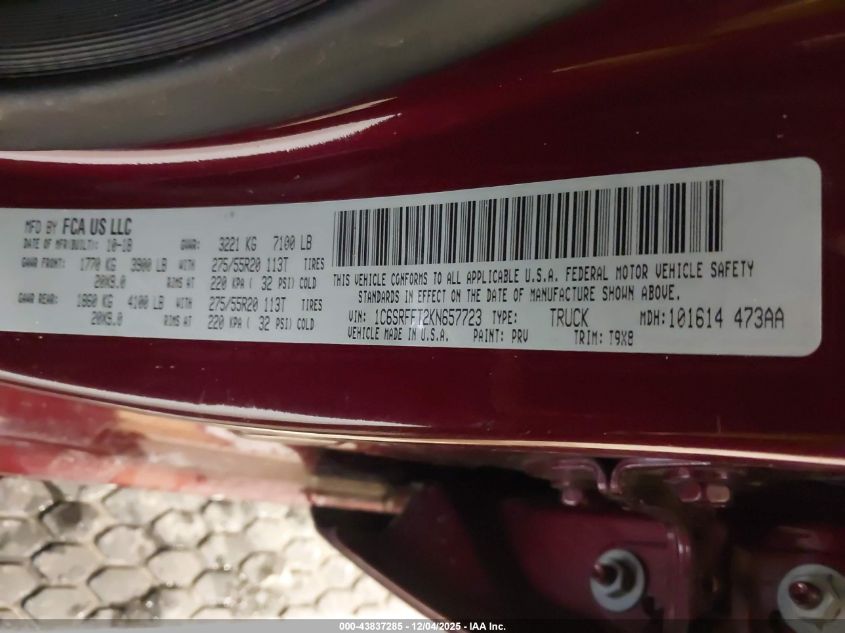 MFD BY FCA US LLC
DATE OF MFR(BUILT): 10-18 GVWR: 3221 KG 7100 LB
GAWR FRONT: 1770 KG 3900 LB WITH 275/55R20 113T TIRES
20X9.0 RIMS AT 220 KPA ( 32 PSI) COLD
GAWR REAR: 1860 KG 4100 LB WITH 275/55R20 113T TIRES
20X9.0 RIMS AT 220 KPA ( 32 PSI) COLD
THIS VEHICLE CONFORMS TO ALL APPLICABLE U.S.A. FEDERAL MOTOR VEHICLE SAFETY
STANDARDS IN EFFECT ON THE DATE OF MANUFACTURE SHOWN ABOVE.
VIN: 1C6SRFFT2KN657723 TYPE: TRUCK MDH: 101614 473AA
VEHICLE MADE IN U.S.A. PAINT: PRV TRIM: T9X8
000-43837285 - 12/04/2025 - IAA Inc.